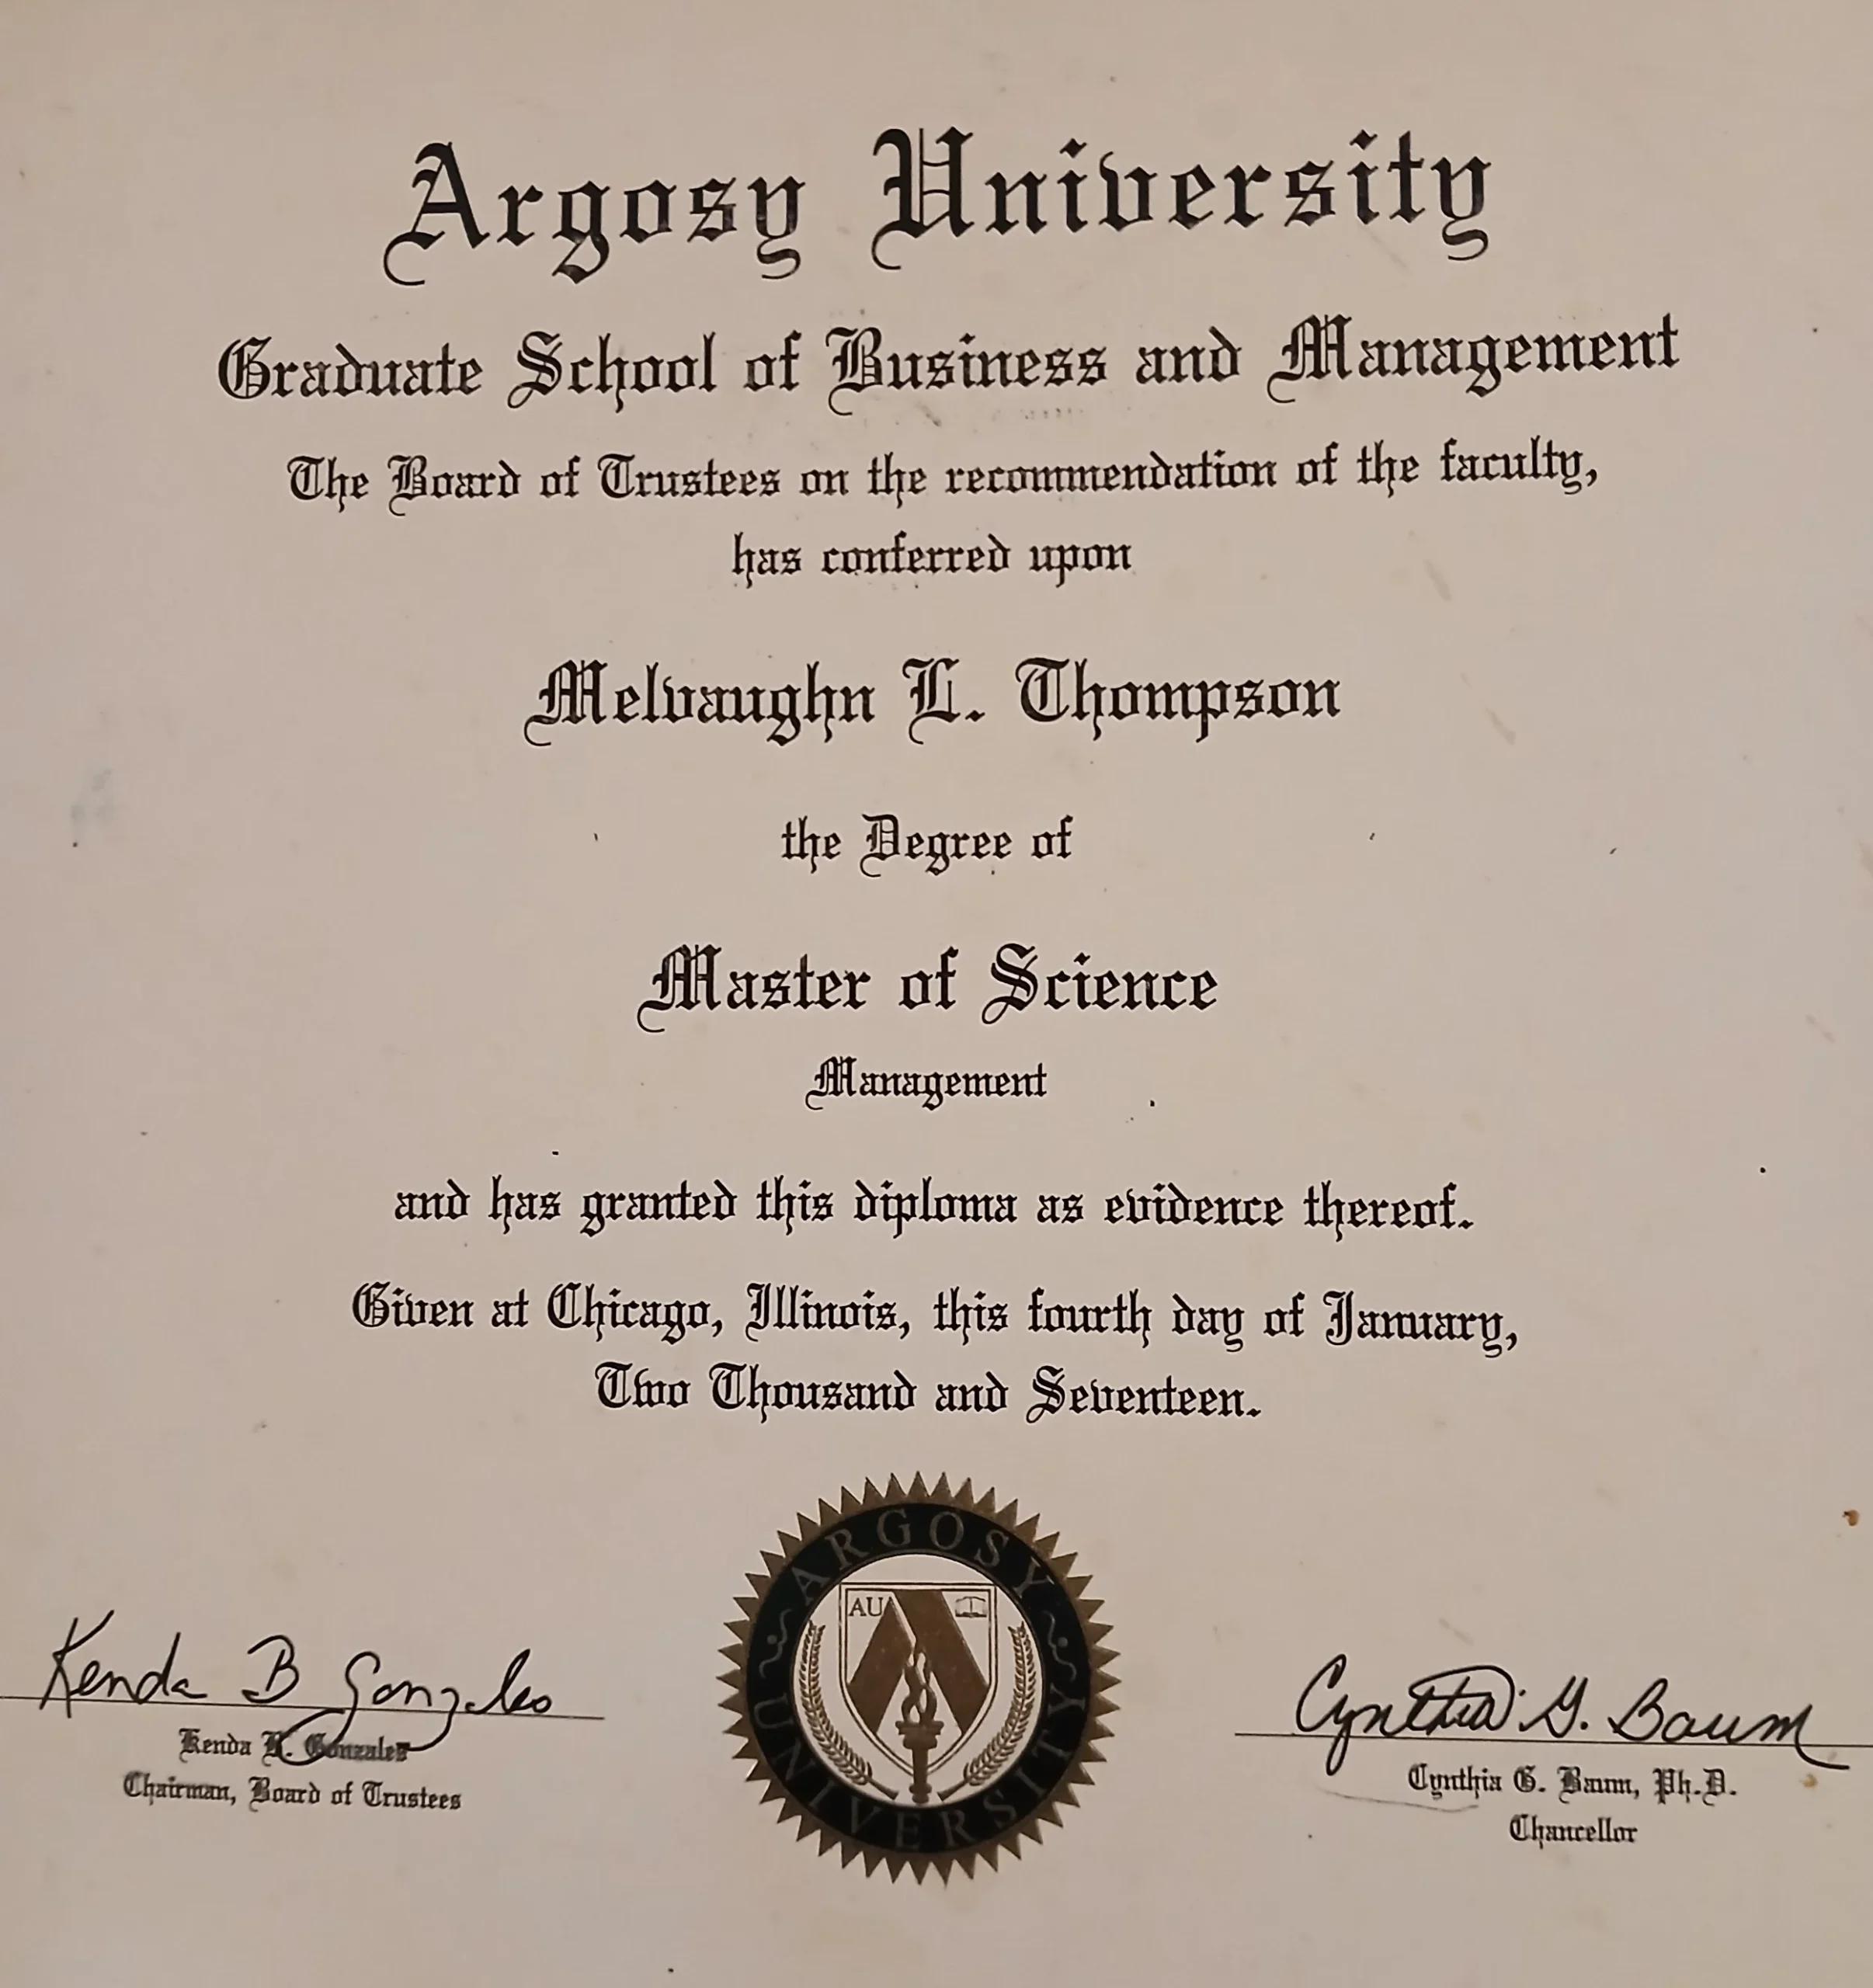 Argosy University
Graduate School of Business and Management
The Board of Trustees on the recommendation of the faculty,
has conferred upon
Melvaughn L. Thompson
the Degree of
Master of Science
Management
and has granted this diploma as evidence thereof.
Given at Chicago, Illinois, this fourth day of January,
Two Thousand and Seventeen.
ARGOSY
AU
UNIVERSITY
Kenda B Gonzales
Kenda Gonzales
Chairman, Board of Trustees
Cynthia G. Baum
Cynthia G. Baum, Ph.D.
Chancellor